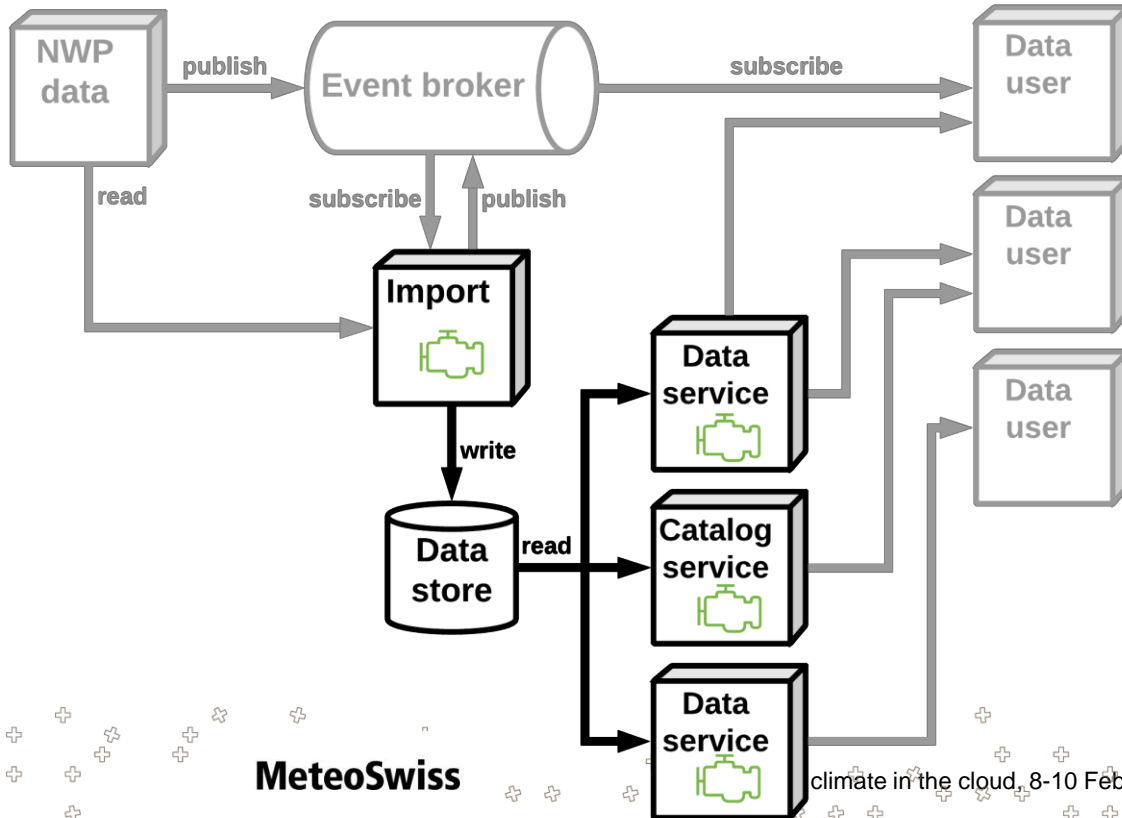 NWP
data
publish
Event broker
subscribe
Data
user
read
subscribe
publish
Data
user
Import
Data
service
Data
user
write
Data
store
read
Catalog
service
Data
service
MeteoSwiss
climate in the cloud, 8-10 Feb